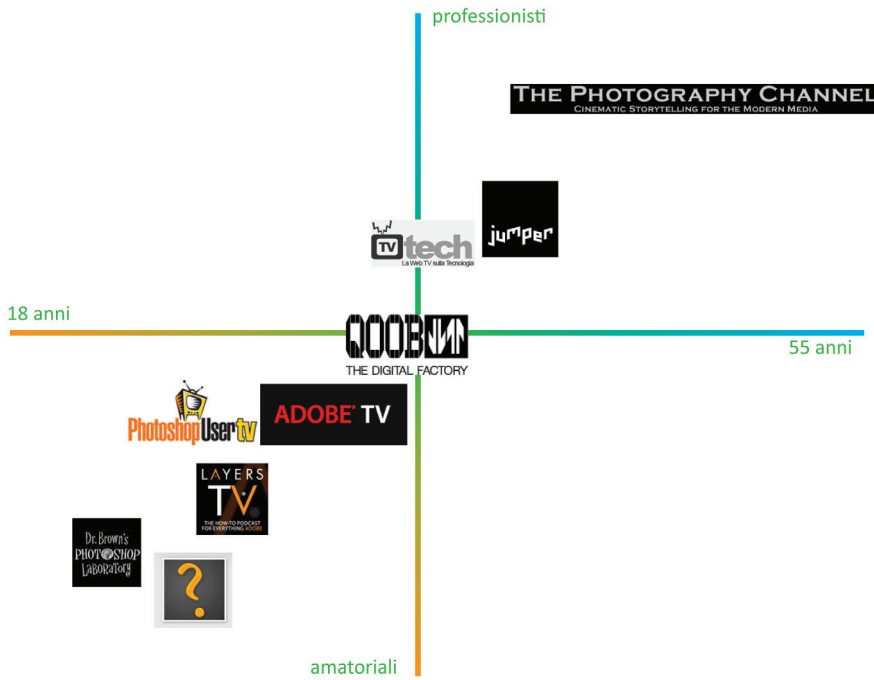 professionisti
THE PHOTOGRAPHY CHANNEL
CINEMATIC STORYTELLING FOR THE MODERN MEDIA
jumper
TV tech
La Web TV sulla Tecnologia
18 anni
QOOB
THE DIGITAL FACTORY
55 anni
PhotoshopUser tv
ADOBE® TV
LAYERS
TV
THE HOW-TO PODCAST
FOR EVERYTHING ADOBE
DR. BROWN'S
PHOTOSHOP
LABORATORY
?
amatoriali